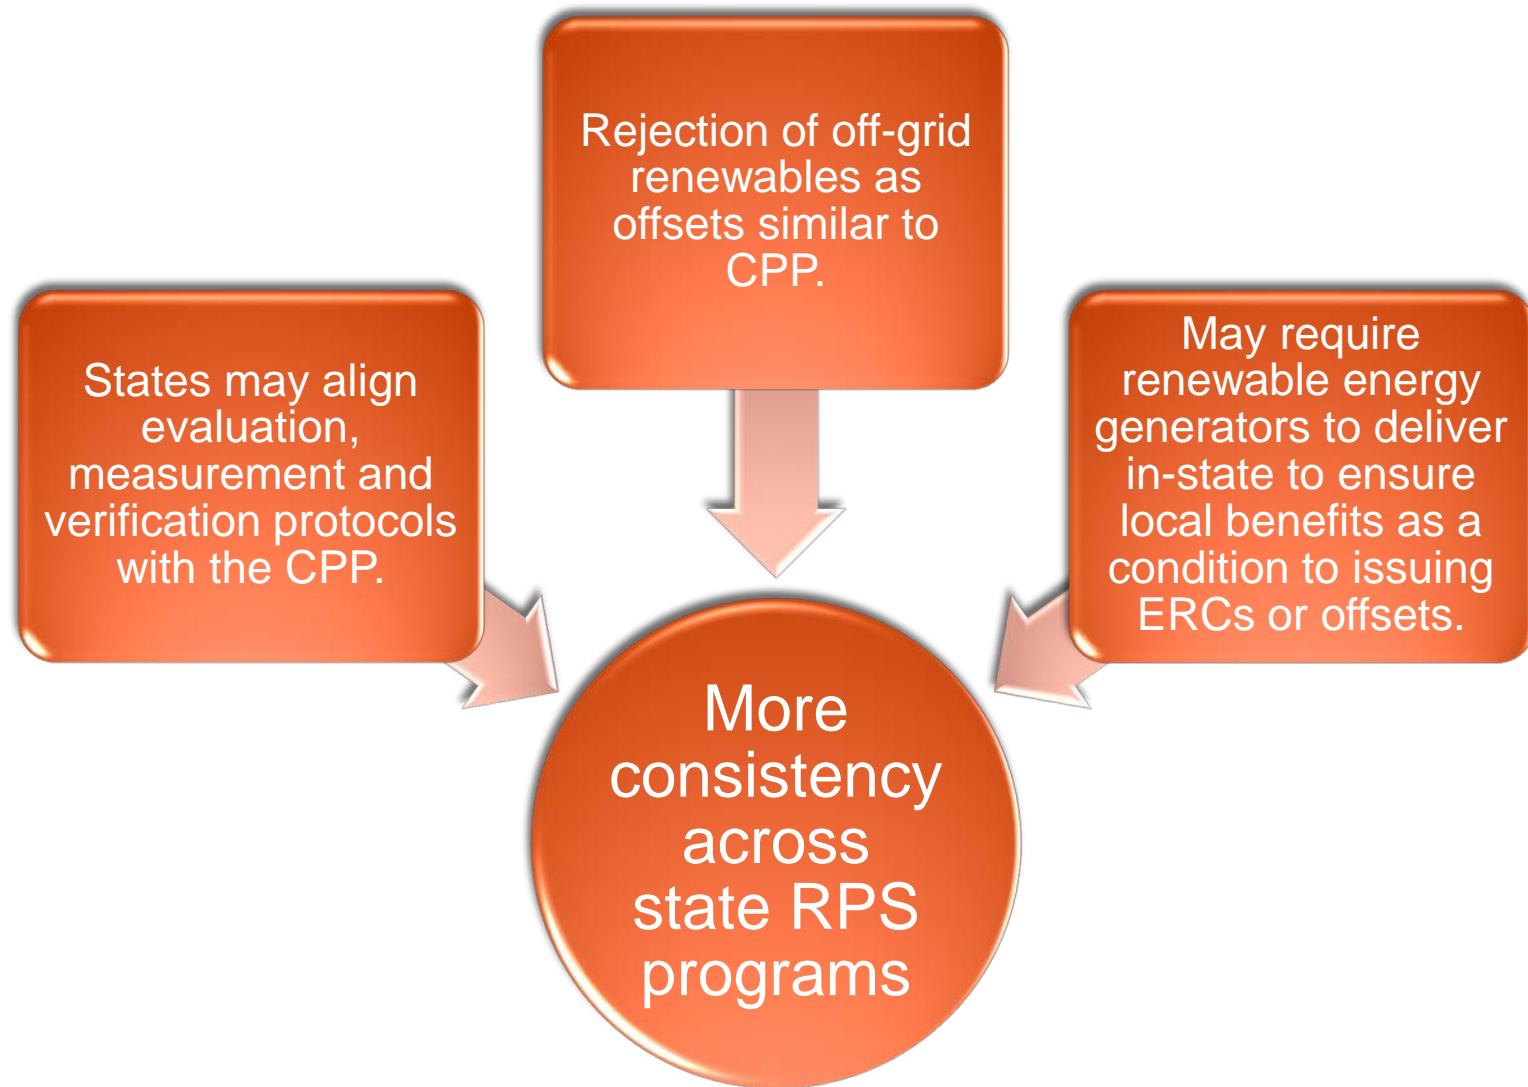 States may align
evaluation,
measurement and
verification protocols
with the CPP.
Rejection of off-grid
renewables as
offsets similar to
CPP.
May require
renewable energy
generators to deliver
in-state to ensure
local benefits as a
condition to issuing
ERCs or offsets.
More
consistency
across
state RPS
programs